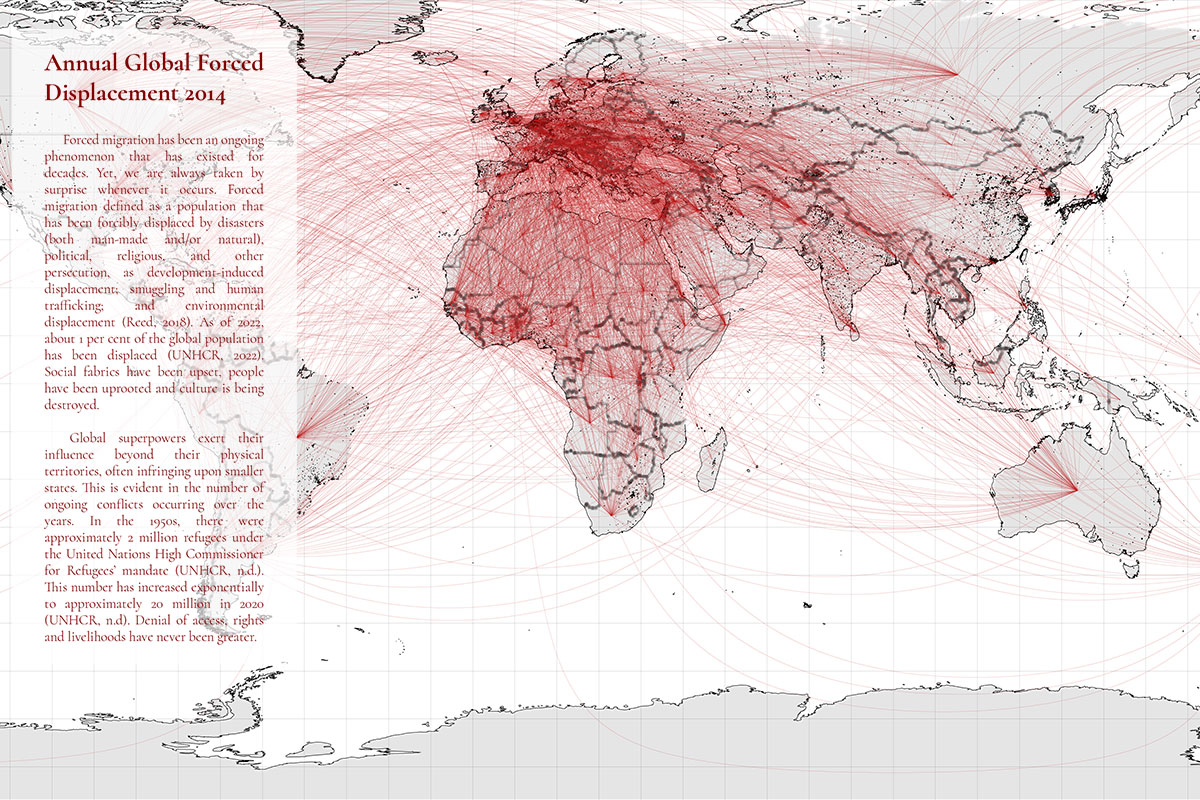 Annual Global Forced
Displacement 2014
Forced migration has been an ongoing
phenomenon that has existed for
decades. Yet, we are always taken by
surprise whenever it occurs. Forced
migration defined as a population that
has been forcibly displaced by disasters
(both man-made and/or natural),
political, religious, and other
persecution, as development-induced
displacement; smuggling and human
trafficking; and environmental
displacement (Reed, 2018). As of 2022,
about 1 per cent of the global population
has been displaced (UNHCR, 2022).
Social fabrics have been upset, people
have been uprooted and culture is being
destroyed.
Global superpowers exert their
influence beyond their physical
territories, often infringing upon smaller
states. This is evident in the number of
ongoing conflicts occurring over the
years. In the 1950s, there were
approximately 2 million refugees under
the United Nations High Commissioner
for Refugees' mandate (UNHCR, n.d.).
This number has increased exponentially
to approximately 20 million in 2020
(UNHCR, n.d). Denial of access, rights
and livelihoods have never been greater.